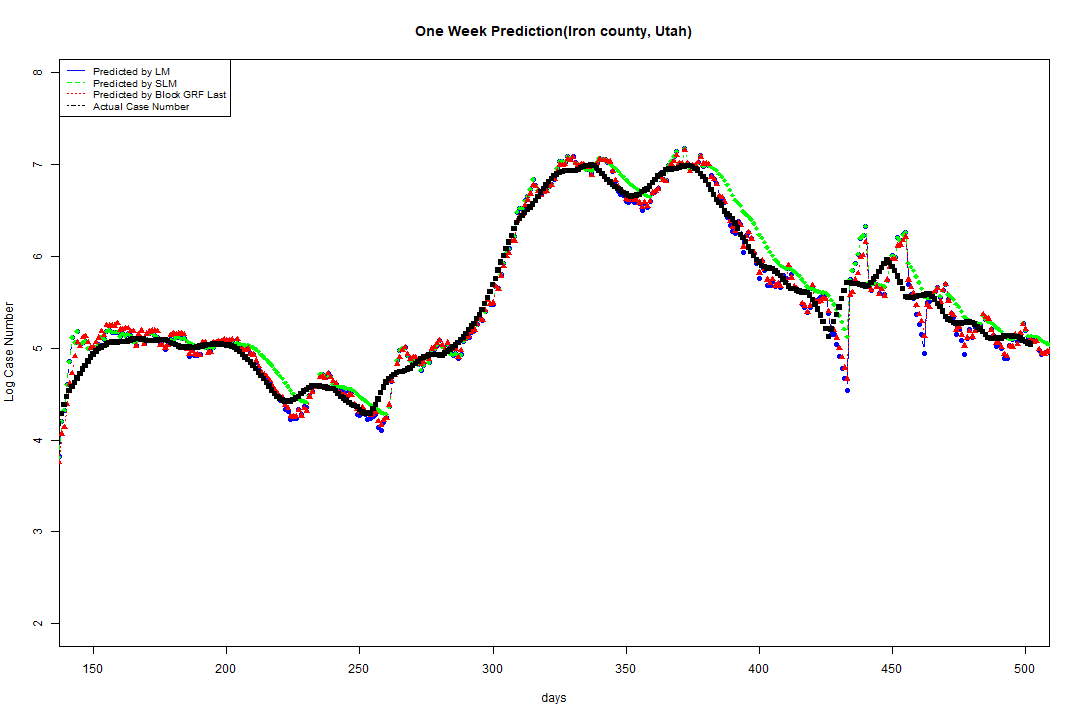 One Week Prediction(Iron county, Utah)
Predicted by LM
Predicted by SLM
Predicted by Block GRF Last
Actual Case Number
Log Case Number
8
7
6
5
4
3
2
150 200 250 300 350 400 450 500
days